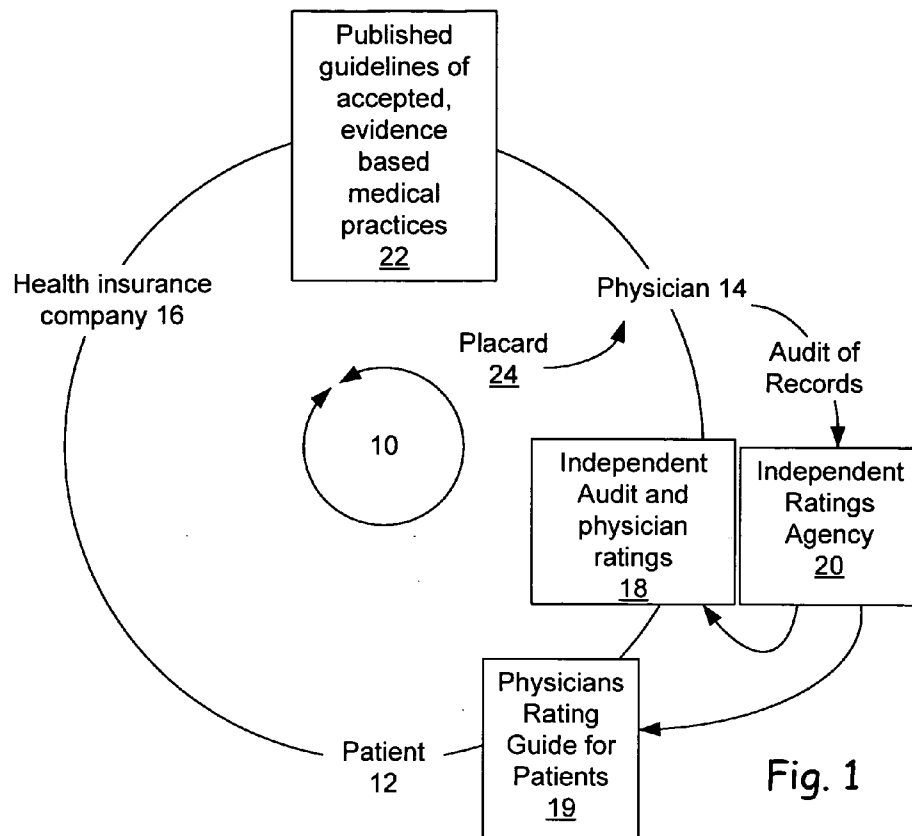 Published
guidelines of
accepted,
evidence
based
medical
practices
22
Health insurance
company 16
Physician 14
Placard
24
Audit of
Records
10
Independent
Audit and
physician
ratings
18
Independent
Ratings
Agency
20
Physicians
Rating
Guide for
Patients
19
Patient
12
Fig. 1